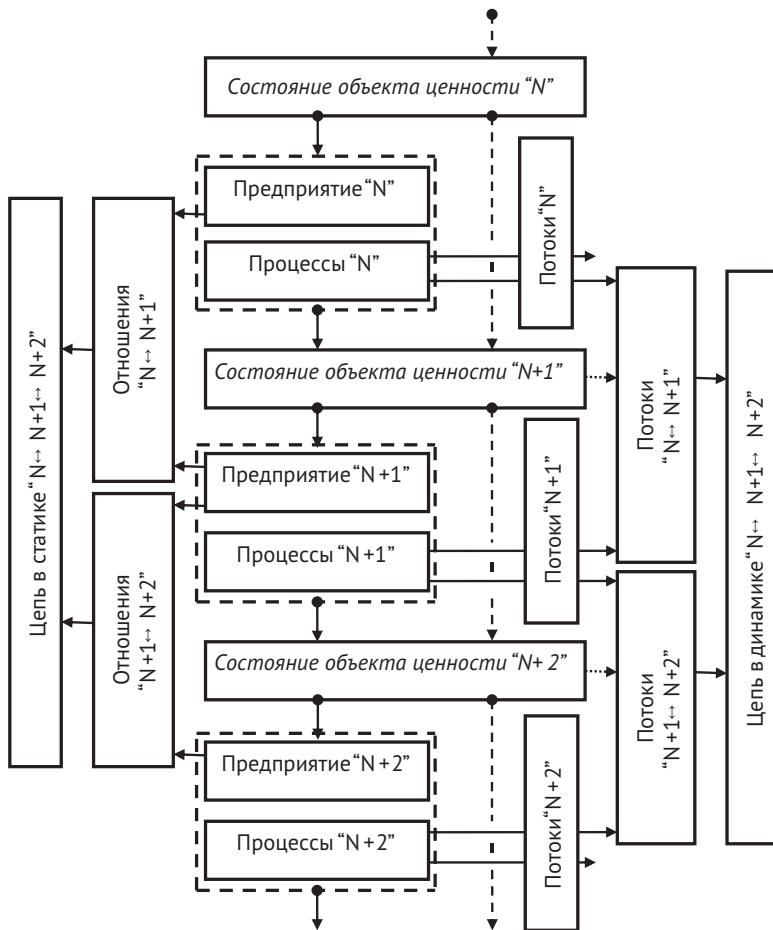 Состояние объекта ценности “N”
Предприятие “N”
Процессы “N”
Потоки “N”
Отношения
“N↔ N+1”
Цепь в статике “N↔ N+1↔ N+2”
Состояние объекта ценности “N+1”
Потоки
“N↔ N+1”
Цепь в динамике “N↔ N+1↔ N+2”
Предприятие “N+1”
Процессы “N+1”
Потоки “N+1”
Отношения
“N+1↔ N+2”
Состояние объекта ценности “N+ 2”
Потоки
“N+1↔ N+2”
Предприятие “N+2”
Процессы “N+2”
Потоки “N+2”